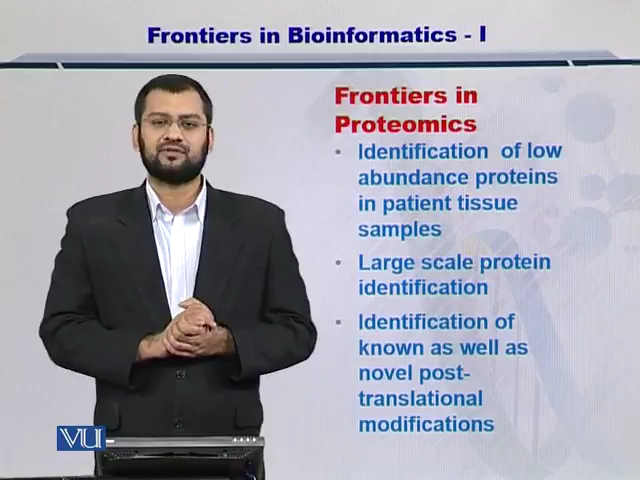 Frontiers in Bioinformatics - I
Frontiers in
Proteomics
• Identification of low
abundance proteins
in patient tissue
samples
• Large scale protein
identification
• Identification of
known as well as
novel post-
translational
modifications
VU